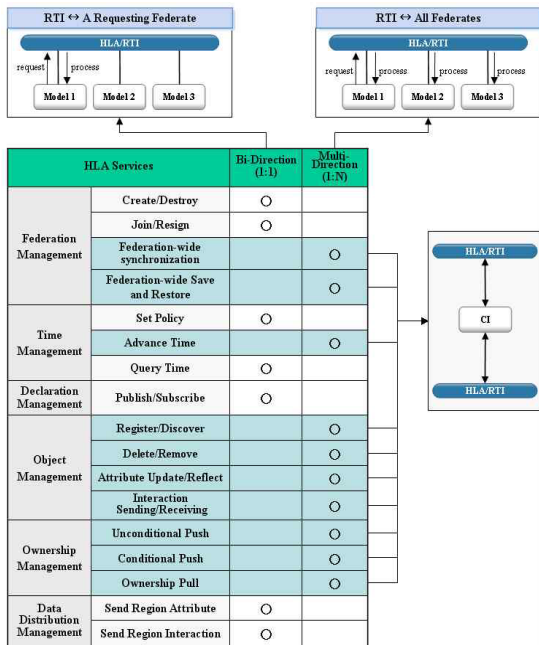 RTI ↔ A Requesting Federate
HLA/RTI
request
process
Model 1
Model 2
Model 3
RTI ↔ All Federates
HLA/RTI
request
process
process
process
Model 1
Model 2
Model 3
HLA Services
Bi-Direction
(1:1)
Multi-
Direction
(1:N)
Federation
Management
Create/Destroy
○
Join/Resign
○
Federation-wide
synchronization
○
Federation-wide Save
and Restore
○
Time
Management
Set Policy
○
Advance Time
○
Query Time
○
Declaration
Management
Publish/Subscribe
○
Object
Management
Register/Discover
○
Delete/Remove
○
Attribute Update/Reflect
○
Interaction
Sending/Receiving
○
Ownership
Management
Unconditional Push
○
Conditional Push
○
Ownership Pull
○
Data
Distribution
Management
Send Region Attribute
○
Send Region Interaction
○
HLA/RTI
CI
HLA/RTI